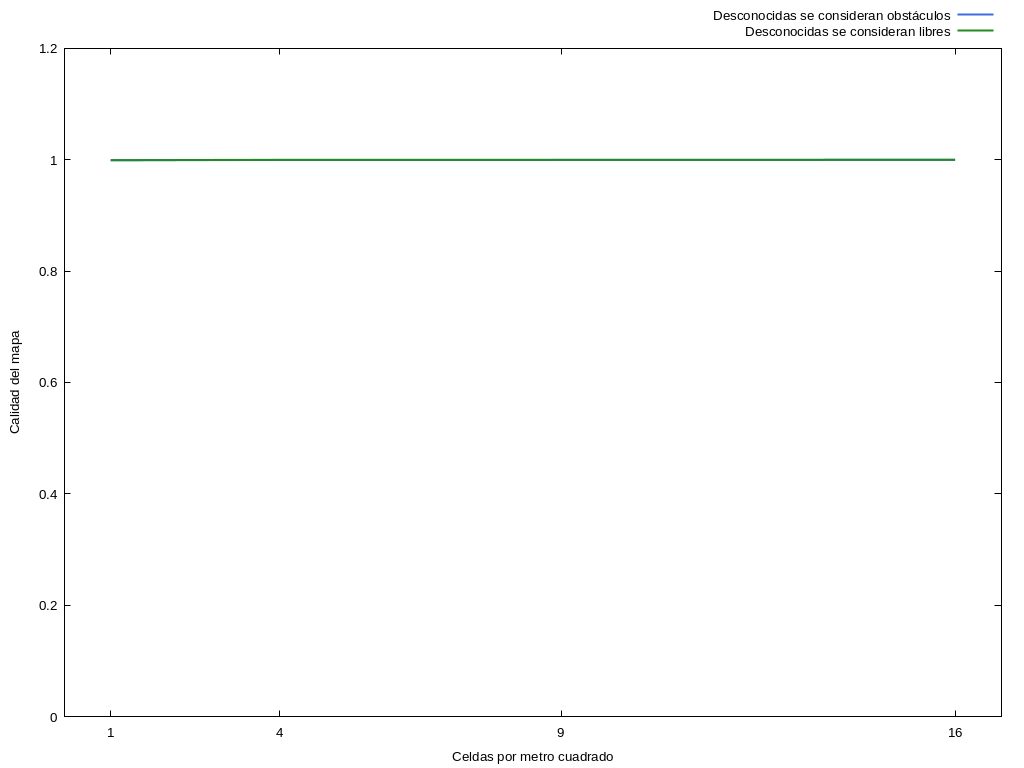 Desconocidas se consideran obstáculos
Desconocidas se consideran libres
1.2
1
0.8
0.6
0.4
0.2
0
Calidad del mapa
1 4 9 16
Celdas por metro cuadrado